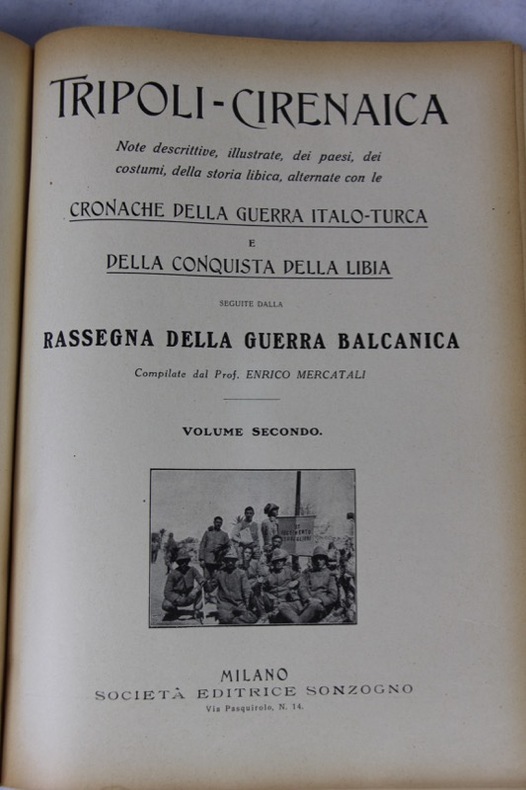 TRIPOLI-CIRENAICA
Note descrittive, illustrate, dei paesi, dei
costumi, della storia libica, alternate con le
CRONACHE DELLA GUERRA ITALO-TURCA
E
DELLA CONQUISTA DELLA LIBIA
SEGUITE DALLA
RASSEGNA DELLA GUERRA BALCANICA
Compilate dal Prof. ENRICO MERCATALI
VOLUME SECONDO.
MILANO
SOCIETÀ EDITRICE SONZOGNO
Via Pasquirolo, N. 14.